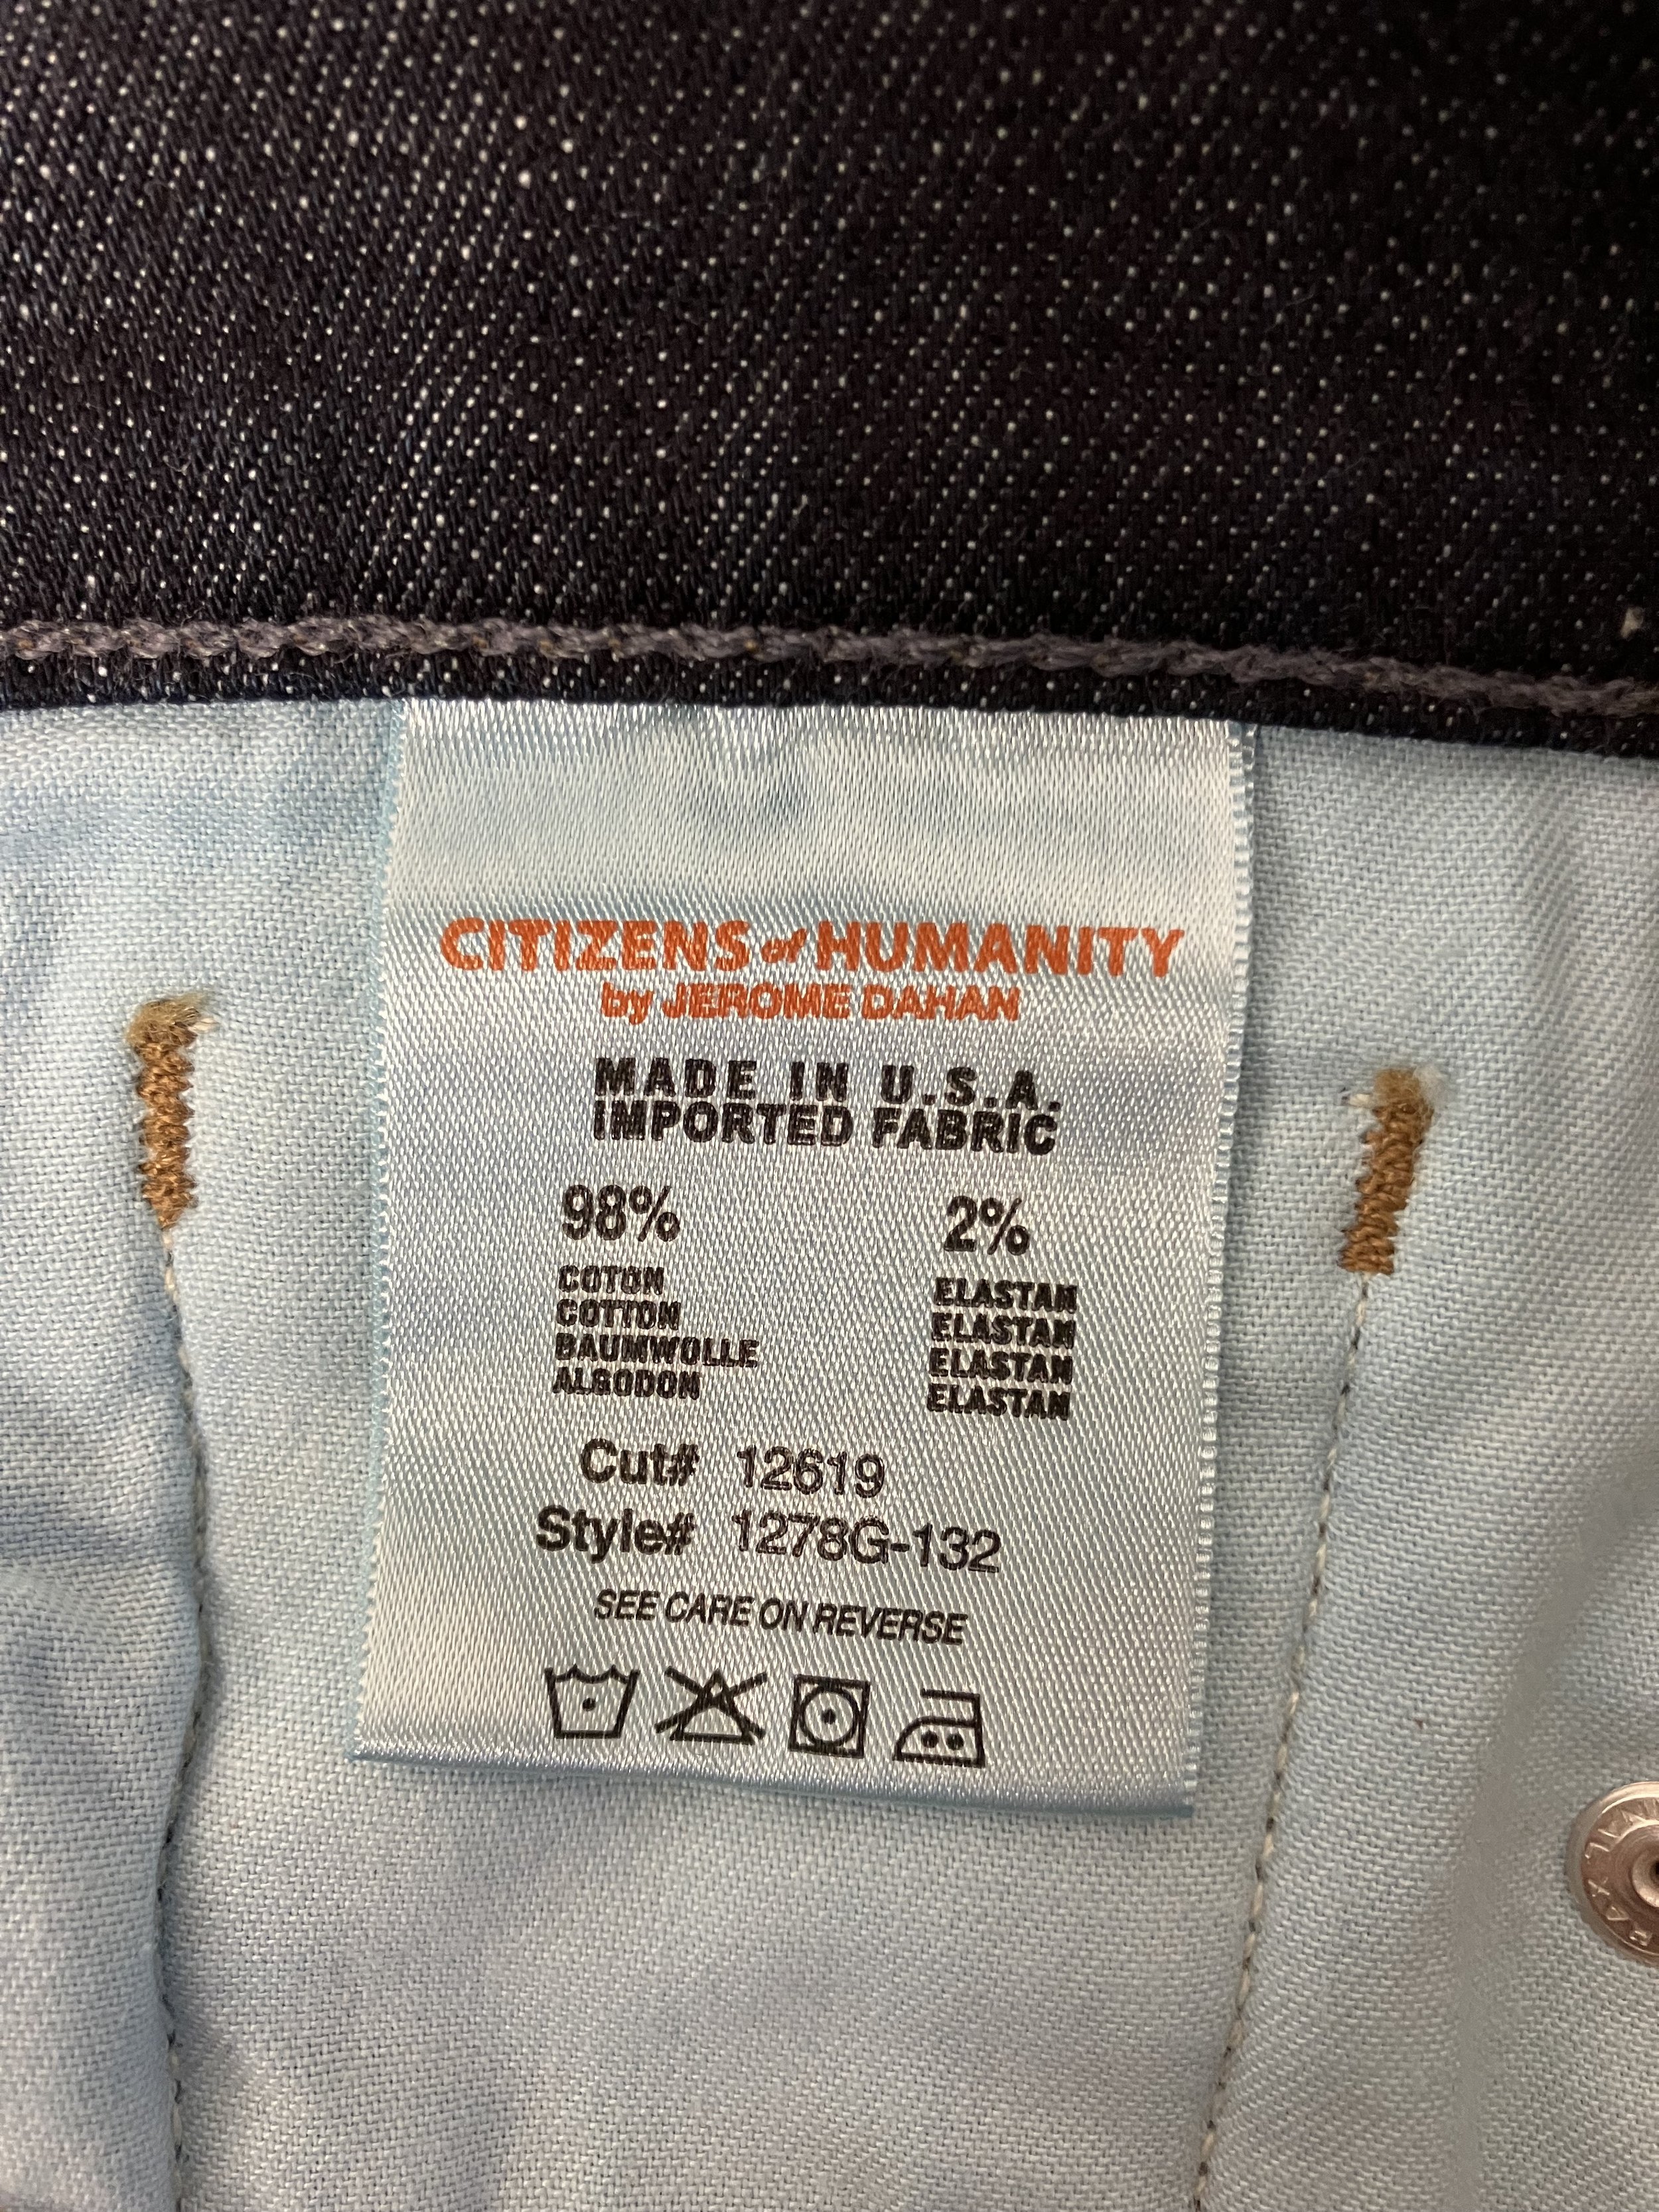 CITIZENS of HUMANITY
by JEROME DAHAN
MADE IN U.S.A.
IMPORTED FABRIC
98% 2%
COTON ELASTAN
COTTON ELASTAN
BAUMWOLLE ELASTAN
ALGODON ELASTAN
Cut# 12619
Style# 1278G-132
SEE CARE ON REVERSE